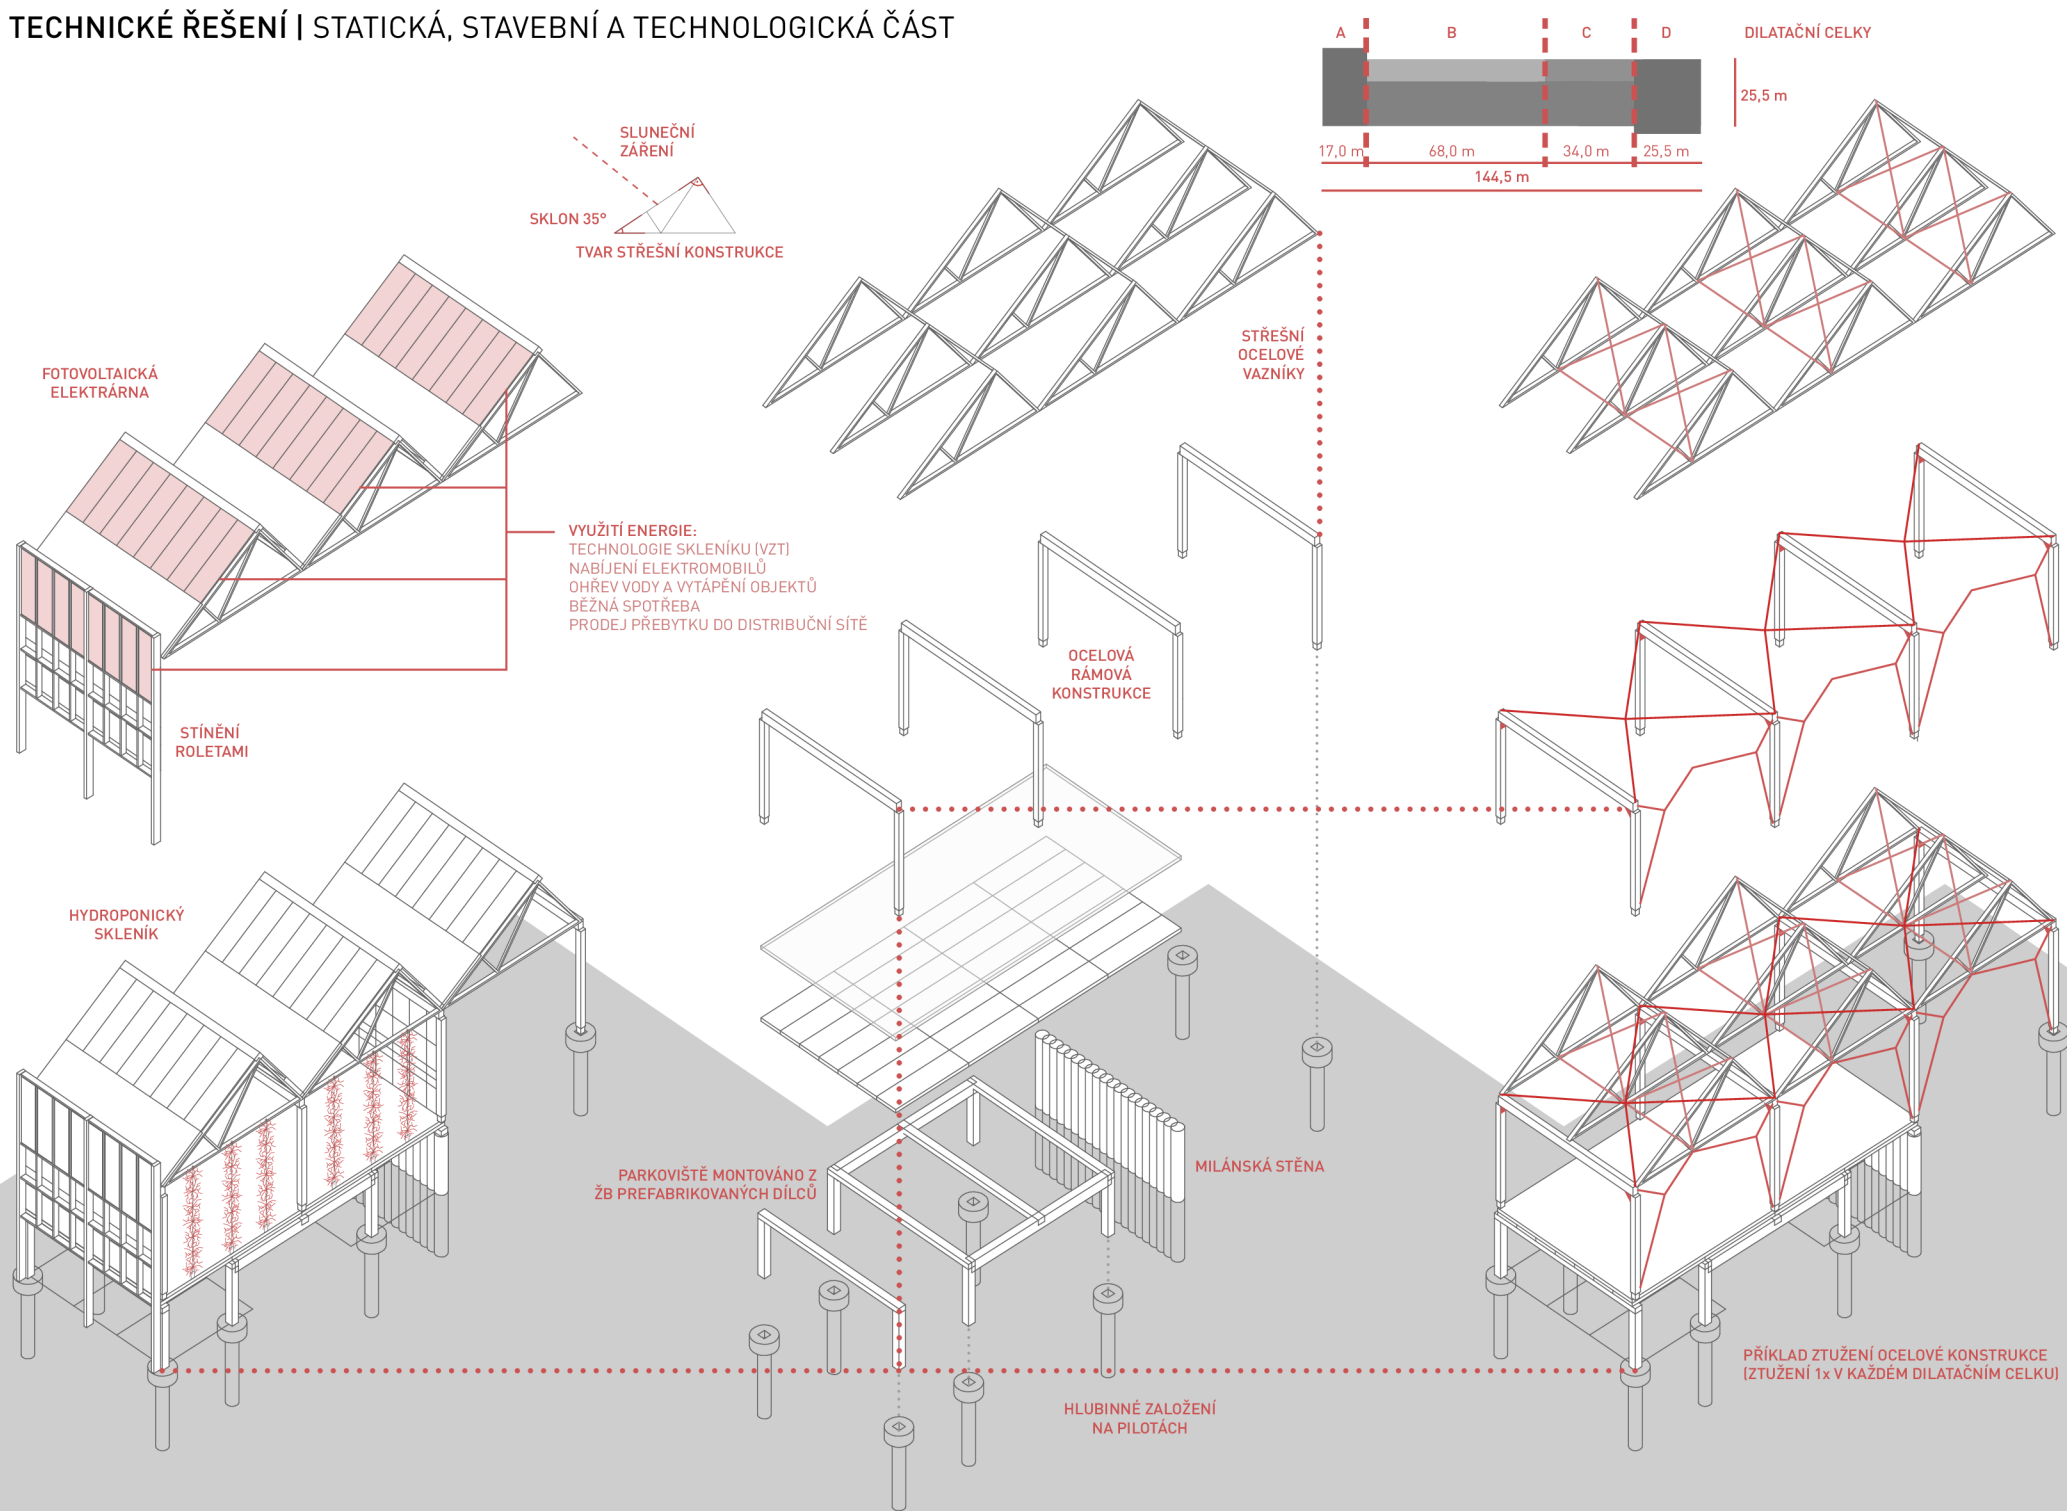 TECHNICKÉ ŘEŠENÍ | STATICKÁ, STAVEBNÍ A TECHNOLOGICKÁ ČÁST
A
B
C
D
DILATAČNÍ CELKY
25,5 m
17,0 m
68,0 m
34,0 m
25,5 m
144,5 m
SLUNEČNÍ
ZÁŘENÍ
SKLON 35°
TVAR STŘEŠNÍ KONSTRUKCE
STŘEŠNÍ
OCELOVÉ
VAZNÍKY
FOTOVOLTAICKÁ
ELEKTRÁRNA
VYUŽITÍ ENERGIE:
TECHNOLOGIE SKLENÍKU (VZT)
NABÍJENÍ ELEKTROMOBILŮ
OHŘEV VODY A VYTÁPĚNÍ OBJEKTŮ
BĚŽNÁ SPOTŘEBA
PRODEJ PŘEBYTKU DO DISTRIBUČNÍ SÍTĚ
OCELOVÁ
RÁMOVÁ
KONSTRUKCE
STÍNĚNÍ
ROLETAMI
HYDROPONICKÝ
SKLENÍK
PARKOVIŠTĚ MONTOVÁNO Z
ŽB PREFABRIKOVANÝCH DÍLCŮ
MILÁNSKÁ STĚNA
HLUBINNÉ ZALOŽENÍ
NA PILOTÁCH
PŘÍKLAD ZTUŽENÍ OCELOVÉ KONSTRUKCE
(ZTUŽENÍ 1x V KAŽDÉM DILATAČNÍM CELKU)